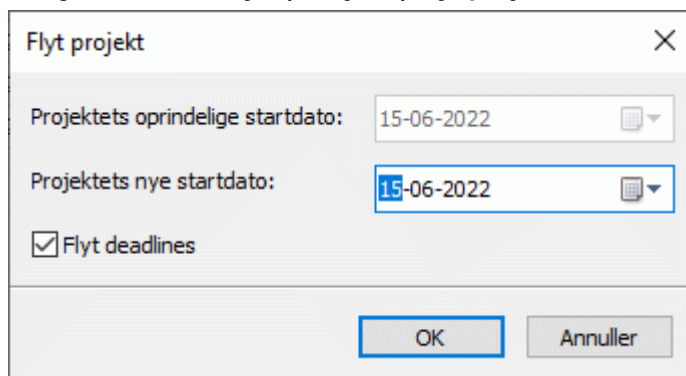 Flyt projekt
Projektets oprindelige startdato: 15-06-2022
Projektets nye startdato: 15-06-2022
Flyt deadlines
OK Annuller